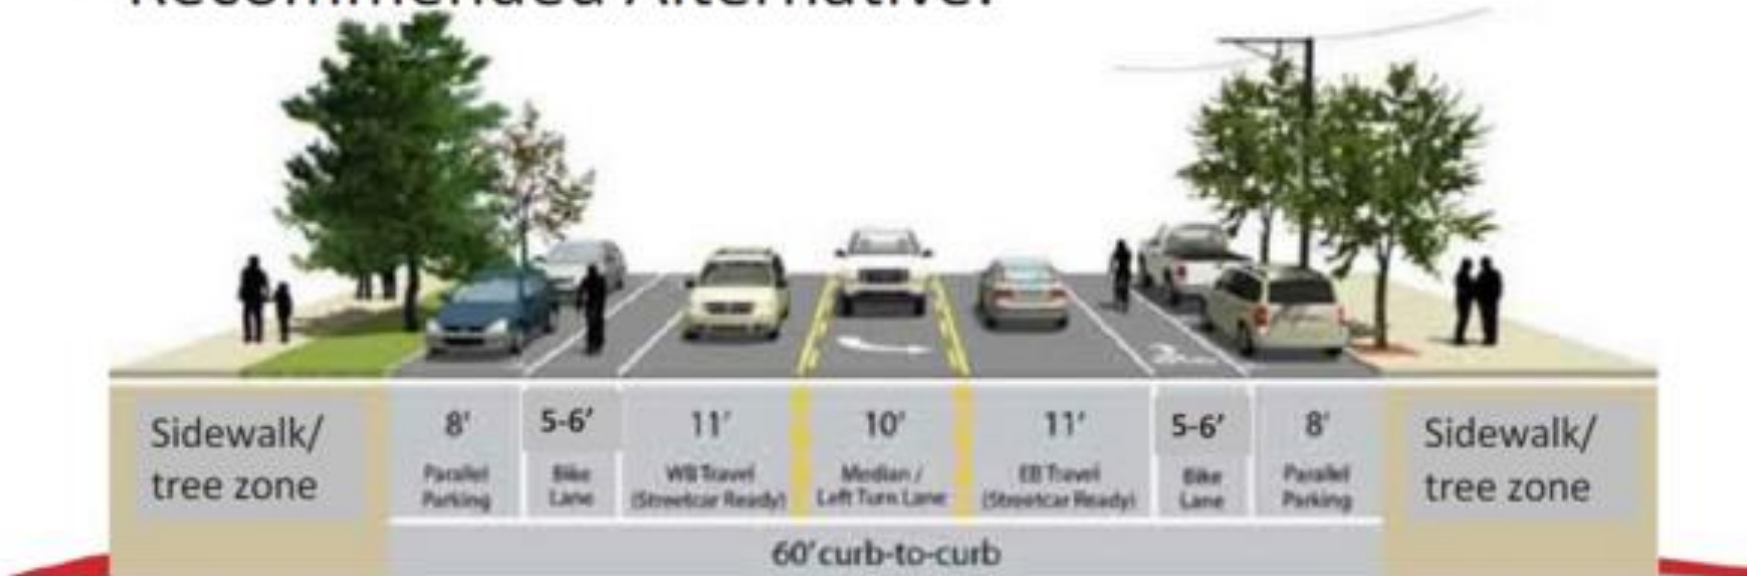 Recommended Alternative:
Sidewalk/
tree zone
8'
Parallel
Parking
5-6'
Bike
Lane
11'
WB Travel
(Streetcar Ready)
10'
Median /
Left Turn Lane
11'
EB Travel
(Streetcar Ready)
5-6'
Bike
Lane
8'
Parallel
Parking
Sidewalk/
tree zone
60' curb-to-curb